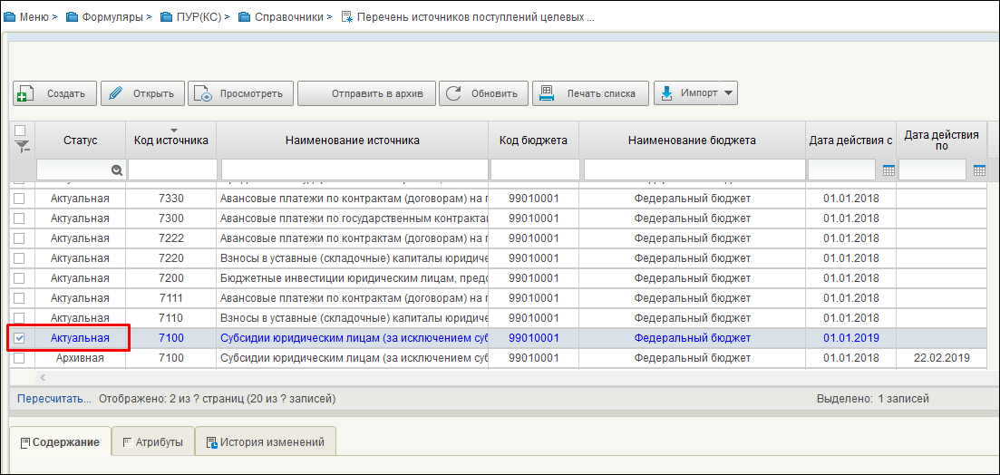 Меню > Формуляры > ПУР(КС) > Справочники > Перечень источников поступлений целевых ...
Создать Открыть Просмотреть Отправить в архив Обновить Печать списка Импорт
Статус Код источника Наименование источника Код бюджета Наименование бюджета Дата действия с Дата действия по
Актуальная 7330 Авансовые платежи по контрактам (договорам) на 99010001 Федеральный бюджет 01.01.2018
Актуальная 7300 Авансовые платежи по государственным контракта 99010001 Федеральный бюджет 01.01.2018
Актуальная 7222 Авансовые платежи по контрактам (договорам) на 99010001 Федеральный бюджет 01.01.2018
Актуальная 7220 Взносы в уставные (складочные) капиталы юридиче 99010001 Федеральный бюджет 01.01.2018
Актуальная 7200 Бюджетные инвестиции юридическим лицам, предо 99010001 Федеральный бюджет 01.01.2018
Актуальная 7111 Авансовые платежи по контрактам (договорам) на 99010001 Федеральный бюджет 01.01.2018
Актуальная 7110 Взносы в уставные (складочные) капиталы юридиче 99010001 Федеральный бюджет 01.01.2018
Актуальная 7100 Субсидии юридическим лицам (за исключением суб 99010001 Федеральный бюджет 01.01.2019
Архивная 7100 Субсидии юридическим лицам (за исключением суб 99010001 Федеральный бюджет 01.01.2018 22.02.2019
Пересчитать... Отображено: 2 из ? страниц (20 из ? записей) Выделено: 1 записей
Содержание Атрибуты История изменений